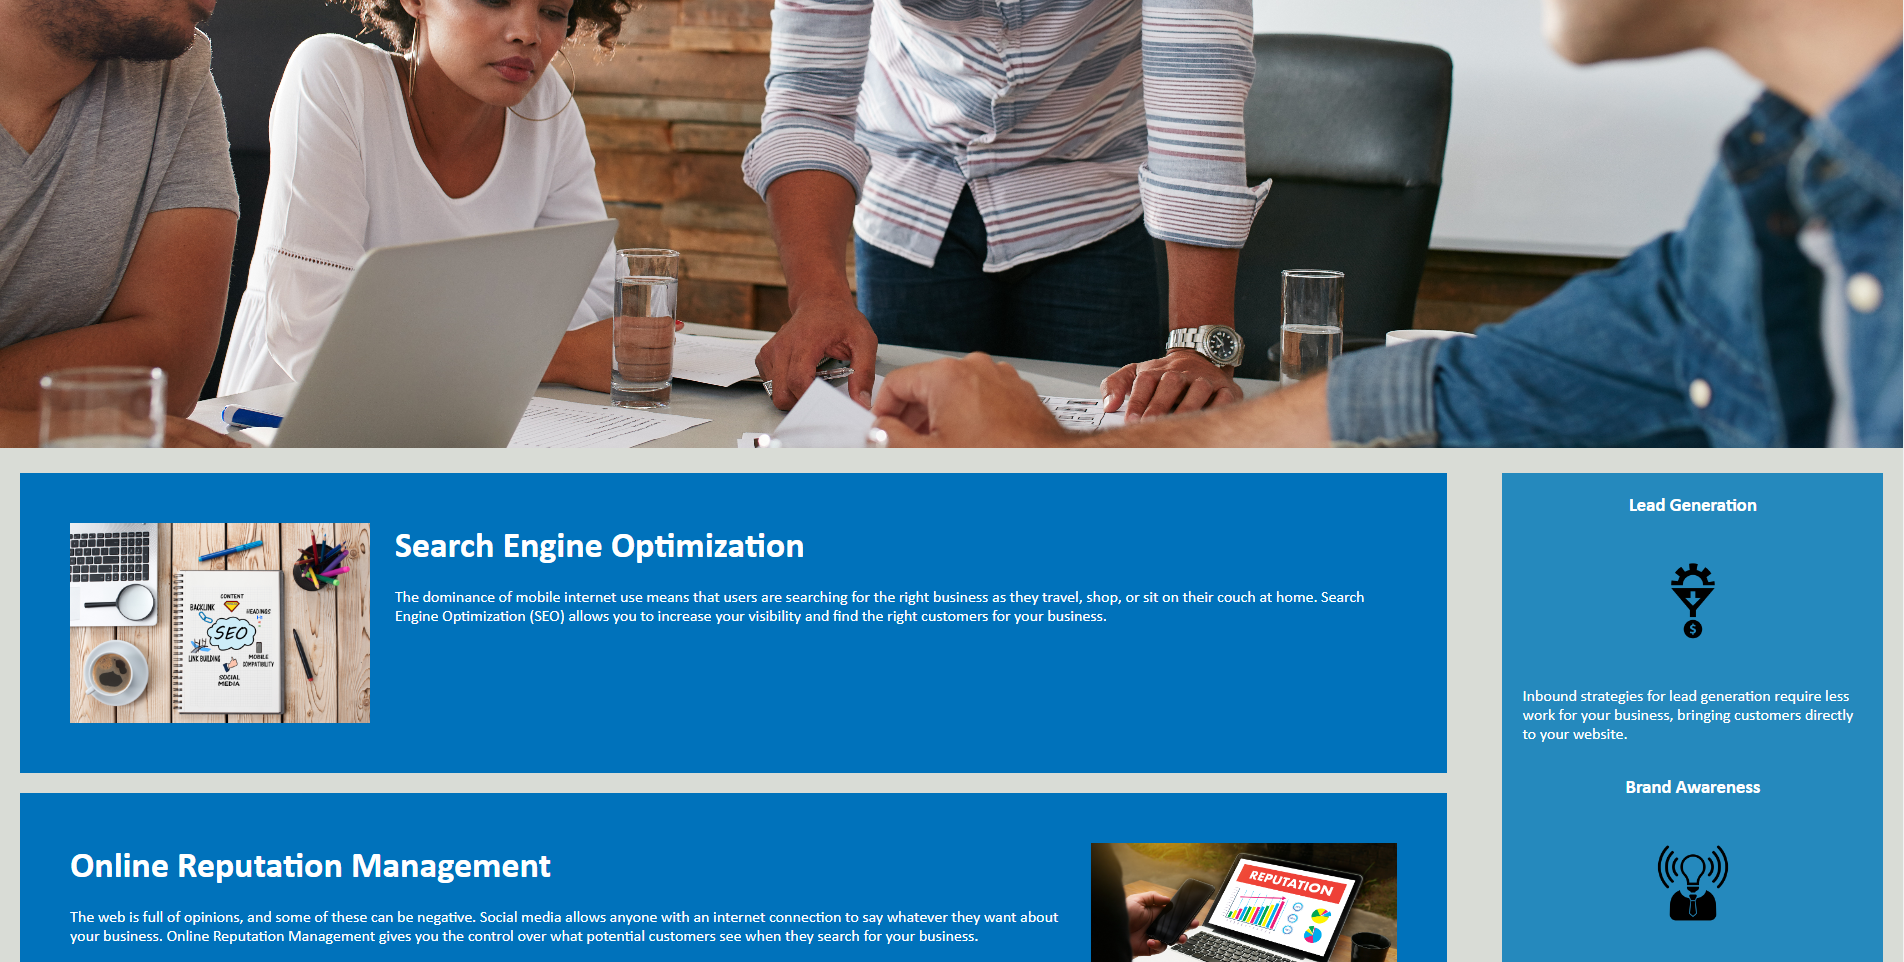 Search Engine Optimization
The dominance of mobile internet use means that users are searching for the right business as they travel, shop, or sit on their couch at home. Search
Engine Optimization (SEO) allows you to increase your visibility and find the right customers for your business.
CONTENT
BACKLINK
HEADINGS
SEO
LINK BUILDING
MOBILE
COMPATIBILITY
SOCIAL
MEDIA
Online Reputation Management
The web is full of opinions, and some of these can be negative. Social media allows anyone with an internet connection to say whatever they want about
your business. Online Reputation Management gives you the control over what potential customers see when they search for your business.
REPUTATION
Lead Generation
$
Inbound strategies for lead generation require less
work for your business, bringing customers directly
to your website.
Brand Awareness